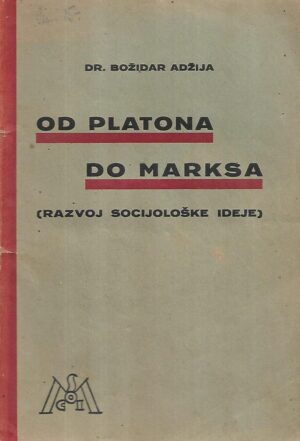 DR. BOŽIDAR ADŽIJA
OD PLATONA
DO MARKSA
(RAZVOJ SOCIJOLOŠKE IDEJE)